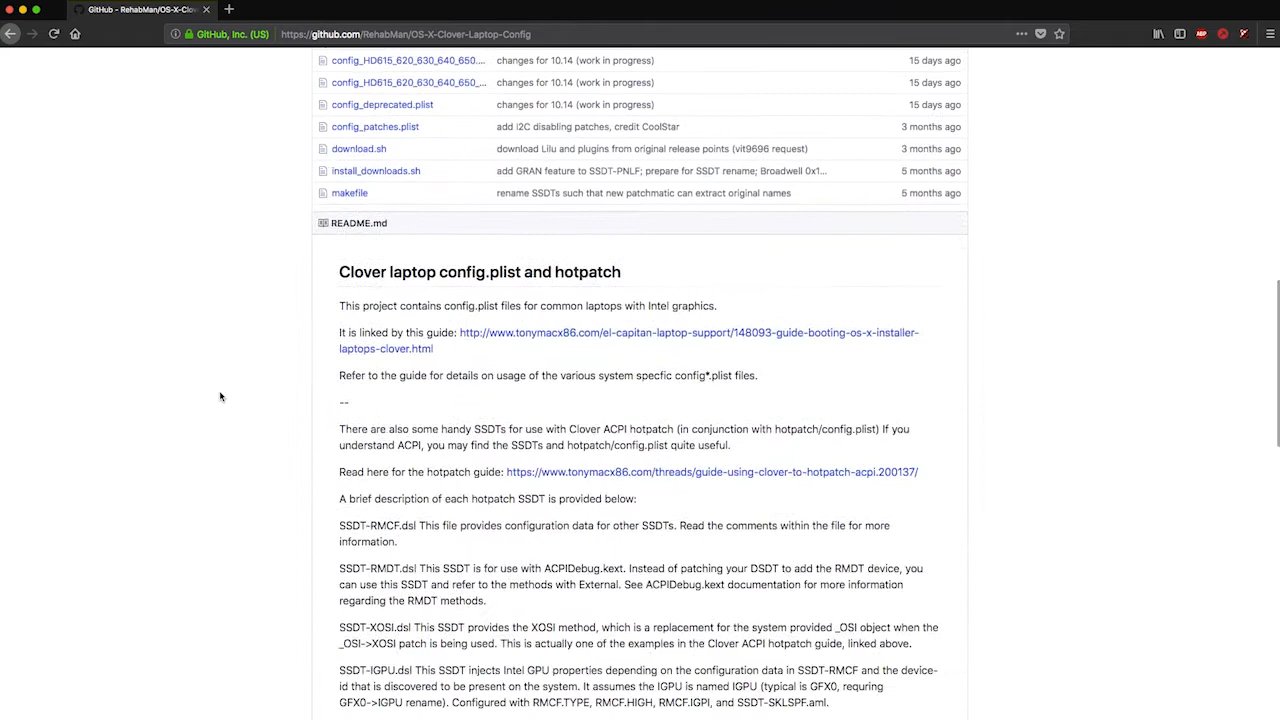 GitHub - RehabMan/OS-X-Clov
GitHub, Inc. (US)
https://github.com/RehabMan/OS-X-Clover-Laptop-Config
ABP
config_HD615_620_630_640_650.... changes for 10.14 (work in progress) 15 days ago
config_HD615_620_630_640_650_... changes for 10.14 (work in progress) 15 days ago
config_deprecated.plist changes for 10.14 (work in progress) 15 days ago
config_patches.plist add I2C disabling patches, credit CoolStar 3 months ago
download.sh download Lilu and plugins from original release points (vit9696 request) 3 months ago
install_downloads.sh add GRAN feature to SSDT-PNLF; prepare for SSDT rename; Broadwell 0x1... 5 months ago
makefile rename SSDTs such that new patchmatic can extract original names 5 months ago
README.md
Clover laptop config.plist and hotpatch
This project contains config.plist files for common laptops with Intel graphics.
It is linked by this guide: http://www.tonymacx86.com/el-capitan-laptop-support/148093-guide-booting-os-x-installer-
laptops-clover.html
Refer to the guide for details on usage of the various system specfic config*.plist files.
--
There are also some handy SSDTs for use with Clover ACPI hotpatch (in conjunction with hotpatch/config.plist) If you
understand ACPI, you may find the SSDTs and hotpatch/config.plist quite useful.
Read here for the hotpatch guide: https://www.tonymacx86.com/threads/guide-using-clover-to-hotpatch-acpi.200137/
A brief description of each hotpatch SSDT is provided below:
SSDT-RMCF.dsl This file provides configuration data for other SSDTs. Read the comments within the file for more
information.
SSDT-RMDT.dsl This SSDT is for use with ACPIDebug.kext. Instead of patching your DSDT to add the RMDT device, you
can use this SSDT and refer to the methods with External. See ACPIDebug.kext documentation for more information
regarding the RMDT methods.
SSDT-XOSI.dsl This SSDT provides the XOSI method, which is a replacement for the system provided _OSI object when the
_OSI->XOSI patch is being used. This is actually one of the examples in the Clover ACPI hotpatch guide, linked above.
SSDT-IGPU.dsl This SSDT injects Intel GPU properties depending on the configuration data in SSDT-RMCF and the device-
id that is discovered to be present on the system. It assumes the IGPU is named IGPU (typical is GFX0, requring
GFX0->IGPU rename). Configured with RMCF.TYPE, RMCF.HIGH, RMCF.IGPI, and SSDT-SKLSPF.aml.